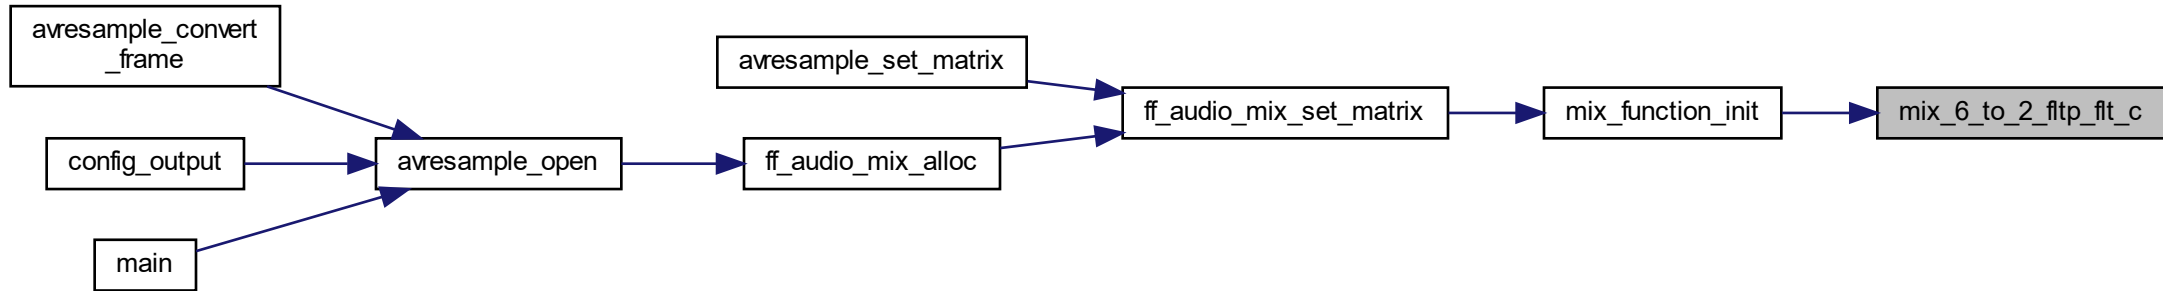 avresample_convert
_frame
config_output
main
avresample_open
avresample_set_matrix
ff_audio_mix_alloc
ff_audio_mix_set_matrix
mix_function_init
mix_6_to_2_fltp_flt_c